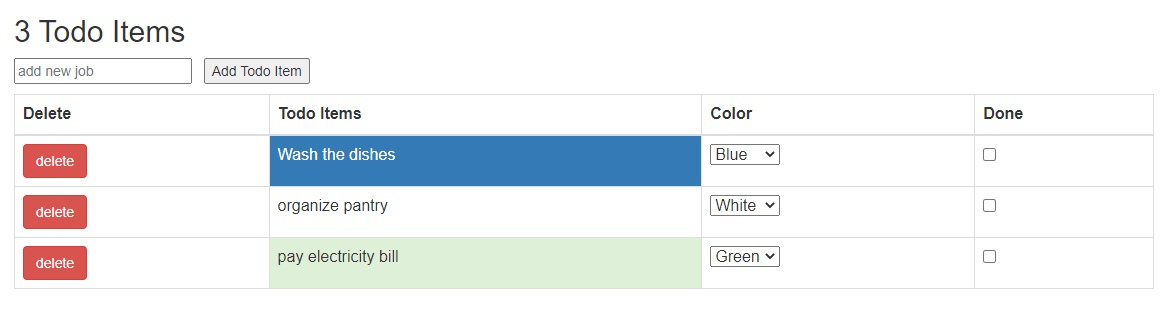 3 Todo Items
add new job Add Todo Item
Delete Todo Items Color Done
delete Wash the dishes Blue
delete organize pantry White
delete pay electricity bill Green